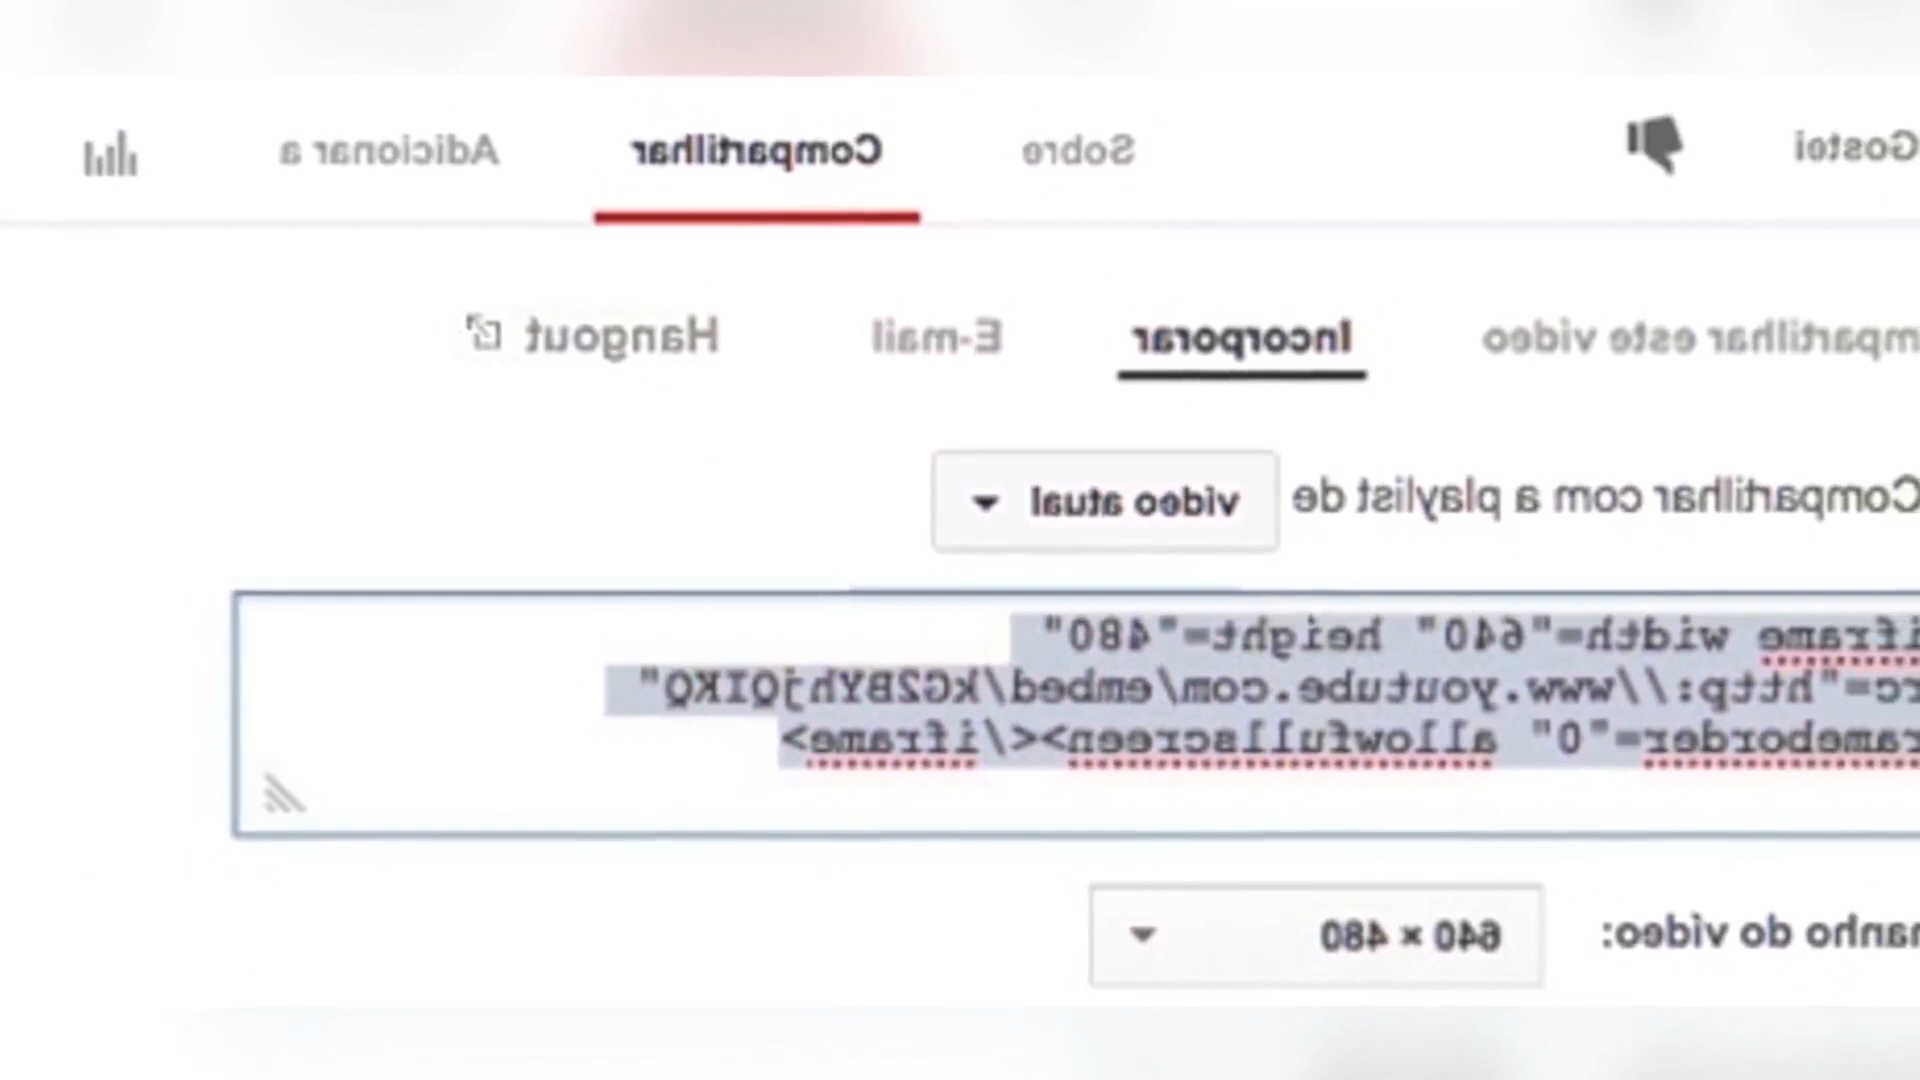 Gostei Sobre Compartilhar Adicionar a
mpartilhar este vídeo Incorporar E-mail Hangout
Compartilhar com a playlist de vídeo atual
iframe width="640" height="480"
rc="http://www.youtube.com/embed/kG2BYhjQIKQ"
rameborder="0" allowfullscreen></iframe>
anho do vídeo: 640 × 480